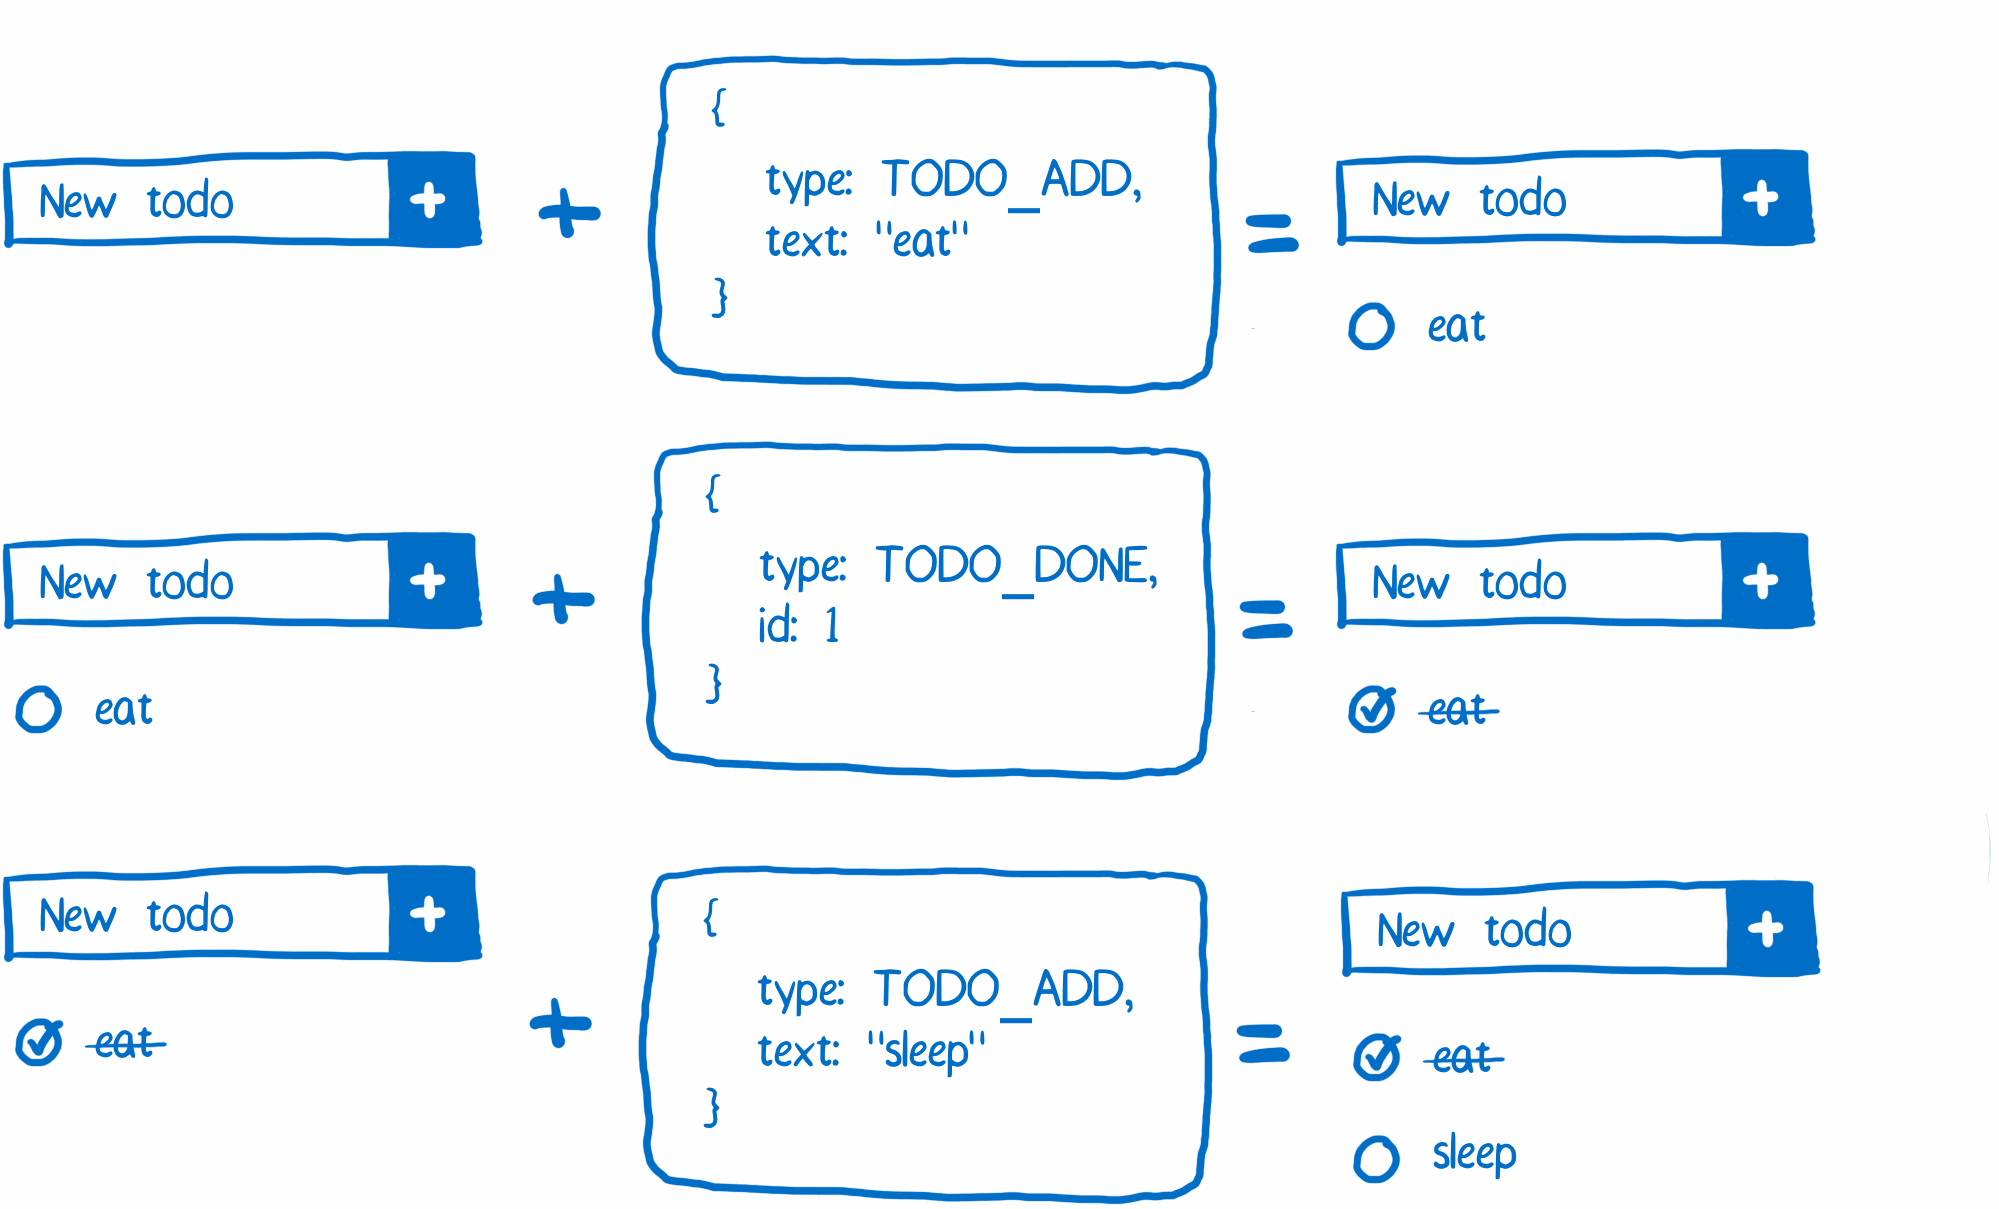 New todo +
+
{
type: TODO_ADD,
text: "eat"
}
=
New todo +
eat
New todo +
eat
+
{
type: TODO_DONE,
id: 1
}
=
New todo +
eat
New todo +
eat
+
{
type: TODO_ADD,
text: "sleep"
}
=
New todo +
eat
sleep